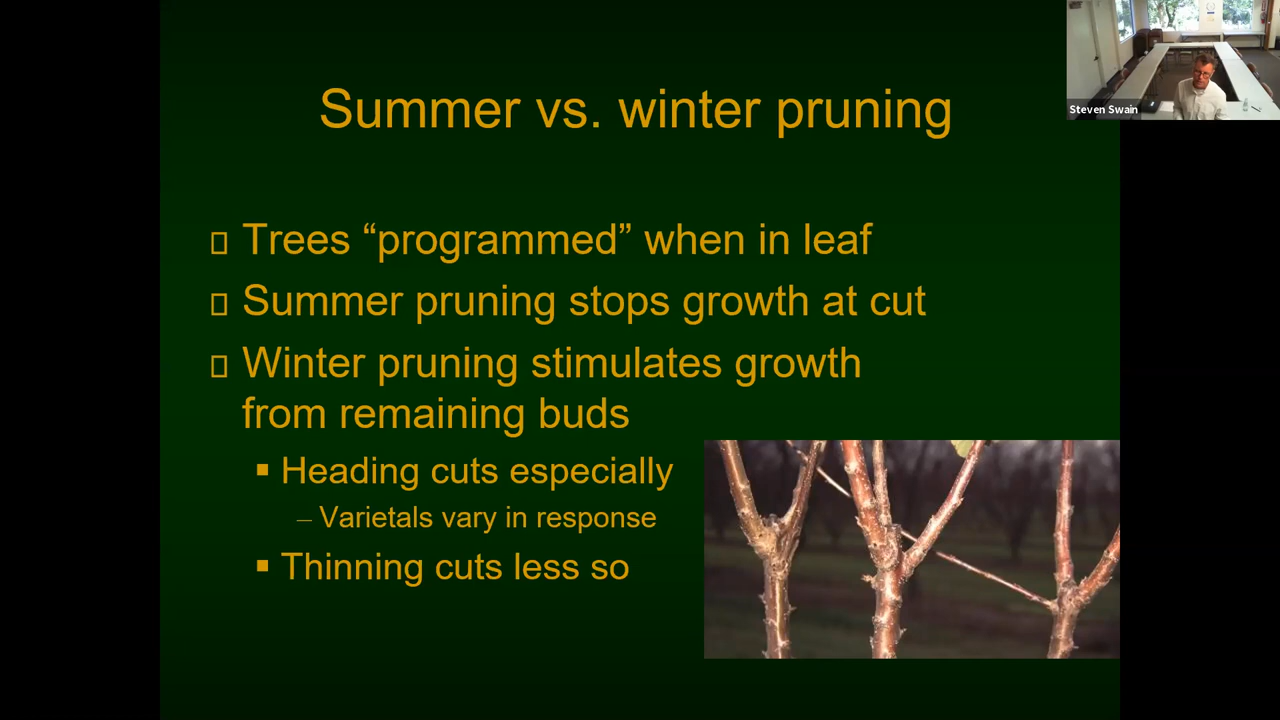 Summer vs. winter pruning
Steven Swain
Trees “programmed” when in leaf
Summer pruning stops growth at cut
Winter pruning stimulates growth
from remaining buds
Heading cuts especially
– Varietals vary in response
Thinning cuts less so